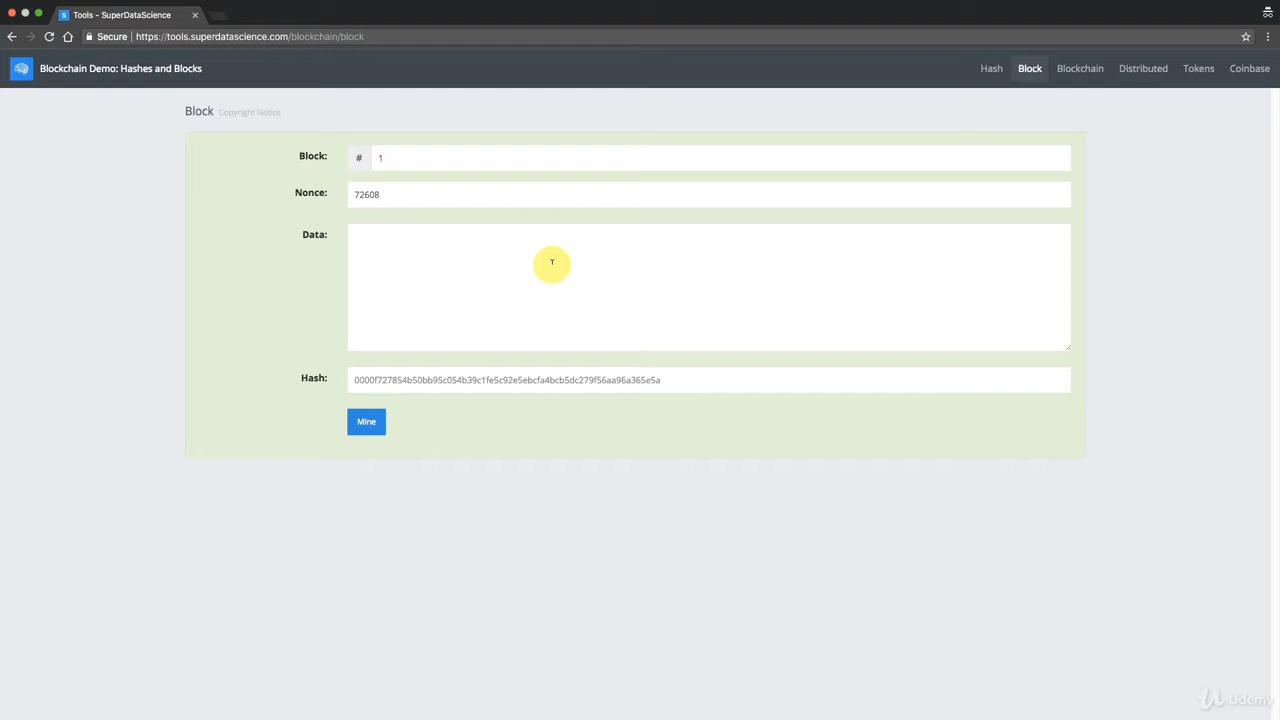 Tools - SuperDataScience
Secure https://tools.superdatascience.com/blockchain/block
Blockchain Demo: Hashes and Blocks Hash Block Blockchain Distributed Tokens Coinbase
Block Copyright Notice
Block: # 1
Nonce: 72608
Data:
Hash: 0000f727854b50bb95c054b39c1fe5c92e5ebcfa4bcb5dc279f56aa96a365e5a
Mine
Udemy